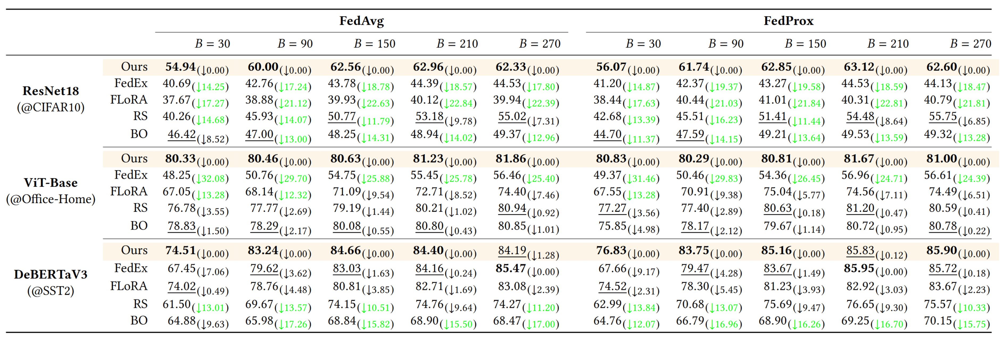 FedAvg FedProx
B = 30 B = 90 B = 150 B = 210 B = 270 B = 30 B = 90 B = 150 B = 210 B = 270
ResNet18
(@CIFAR10)
Ours 54.94(↓0.00) 60.00(↓0.00) 62.56(↓0.00) 62.96(↓0.00) 62.33(↓0.00) 56.07(↓0.00) 61.74(↓0.00) 62.85(↓0.00) 63.12(↓0.00) 62.60(↓0.00)
FedEx 40.69(↓14.25) 42.76(↓17.24) 43.78(↓18.78) 44.39(↓18.57) 44.53(↓17.80) 41.20(↓14.87) 42.37(↓19.37) 43.27(↓19.58) 44.53(↓18.59) 44.13(↓18.47)
FLoRA 37.67(↓17.27) 38.88(↓21.12) 39.93(↓22.63) 40.12(↓22.84) 39.94(↓22.39) 38.44(↓17.63) 40.44(↓21.03) 41.01(↓21.84) 40.31(↓22.81) 40.79(↓21.81)
RS 40.26(↓14.68) 45.93(↓14.07) 50.77(↓11.79) 53.18(↓9.78) 55.02(↓7.31) 42.68(↓13.39) 45.51(↓16.23) 51.41(↓11.44) 54.48(↓8.64) 55.75(↓6.85)
BO 46.42(↓8.52) 47.00(↓13.00) 48.25(↓14.31) 48.94(↓14.02) 49.37(↓12.96) 44.70(↓11.37) 47.59(↓14.15) 49.21(↓13.64) 49.53(↓13.59) 49.32(↓13.28)
ViT-Base
(@Office-Home)
Ours 80.33(↓0.00) 80.46(↓0.00) 80.63(↓0.00) 81.23(↓0.00) 81.86(↓0.00) 80.83(↓0.00) 80.29(↓0.00) 80.81(↓0.00) 81.67(↓0.00) 81.00(↓0.00)
FedEx 48.25(↓32.08) 50.76(↓29.70) 54.75(↓25.88) 55.45(↓25.78) 56.46(↓25.40) 49.37(↓31.46) 50.46(↓29.83) 54.36(↓26.45) 56.96(↓24.71) 56.61(↓24.39)
FLoRA 67.05(↓13.28) 68.14(↓12.32) 71.09(↓9.54) 72.71(↓8.52) 74.40(↓7.46) 67.55(↓13.28) 70.91(↓9.38) 75.04(↓5.77) 74.56(↓7.11) 74.49(↓6.51)
RS 76.78(↓3.55) 77.77(↓2.69) 79.19(↓1.44) 80.21(↓1.02) 80.94(↓0.92) 77.27(↓3.56) 77.40(↓2.89) 80.63(↓0.18) 81.20(↓0.47) 80.59(↓0.41)
BO 78.83(↓1.50) 78.29(↓2.17) 80.08(↓0.55) 80.80(↓0.43) 80.85(↓1.01) 75.85(↓4.98) 78.17(↓2.12) 79.67(↓1.14) 80.72(↓0.95) 80.78(↓0.22)
DeBERTaV3
(@SST2)
Ours 74.51(↓0.00) 83.24(↓0.00) 84.66(↓0.00) 84.40(↓0.00) 84.19(↓1.28) 76.83(↓0.00) 83.75(↓0.00) 85.16(↓0.00) 85.83(↓0.12) 85.90(↓0.00)
FedEx 67.45(↓7.06) 79.62(↓3.62) 83.03(↓1.63) 84.16(↓0.24) 85.47(↓0.00) 67.66(↓9.17) 79.47(↓4.28) 83.67(↓1.49) 85.95(↓0.00) 85.72(↓0.18)
FLoRA 74.02(↓0.49) 78.76(↓4.48) 80.81(↓3.85) 82.71(↓1.69) 83.08(↓2.39) 74.52(↓2.31) 78.30(↓5.45) 81.23(↓3.93) 82.92(↓3.03) 83.67(↓2.23)
RS 61.50(↓13.01) 69.67(↓13.57) 74.15(↓10.51) 74.76(↓9.64) 74.27(↓11.20) 62.99(↓13.84) 70.68(↓13.07) 75.69(↓9.47) 76.65(↓9.30) 75.57(↓10.33)
BO 64.88(↓9.63) 65.98(↓17.26) 68.84(↓15.82) 68.90(↓15.50) 68.47(↓17.00) 64.76(↓12.07) 66.79(↓16.96) 68.90(↓16.26) 69.25(↓16.70) 70.15(↓15.75)